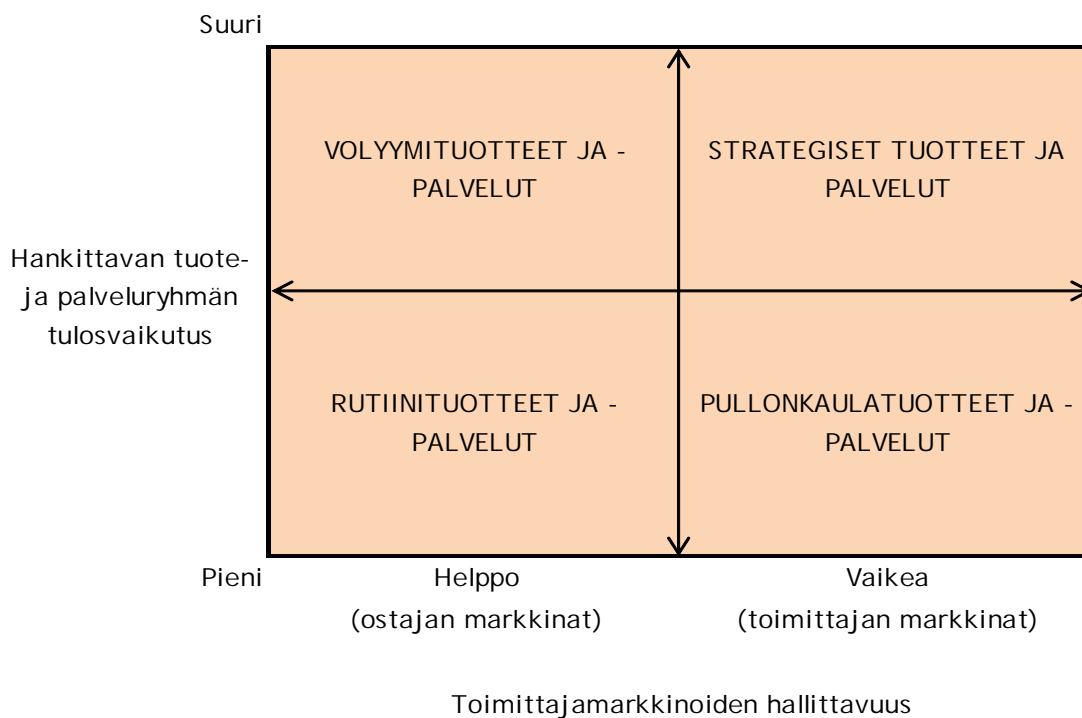 Suuri
VOLYYMITUOTTEET JA -
PALVELUT
STRATEGISET TUOTTEET JA
PALVELUT
Hankittavan tuote-
ja palveluryhmän
tulosvaikutus
RUTIINITUOTTEET JA -
PALVELUT
PULLONKAULATUOTTEET JA -
PALVELUT
Pieni
Helppo
(ostajan markkinat)
Vaikea
(toimittajan markkinat)
Toimittajamarkkinoiden hallittavuus